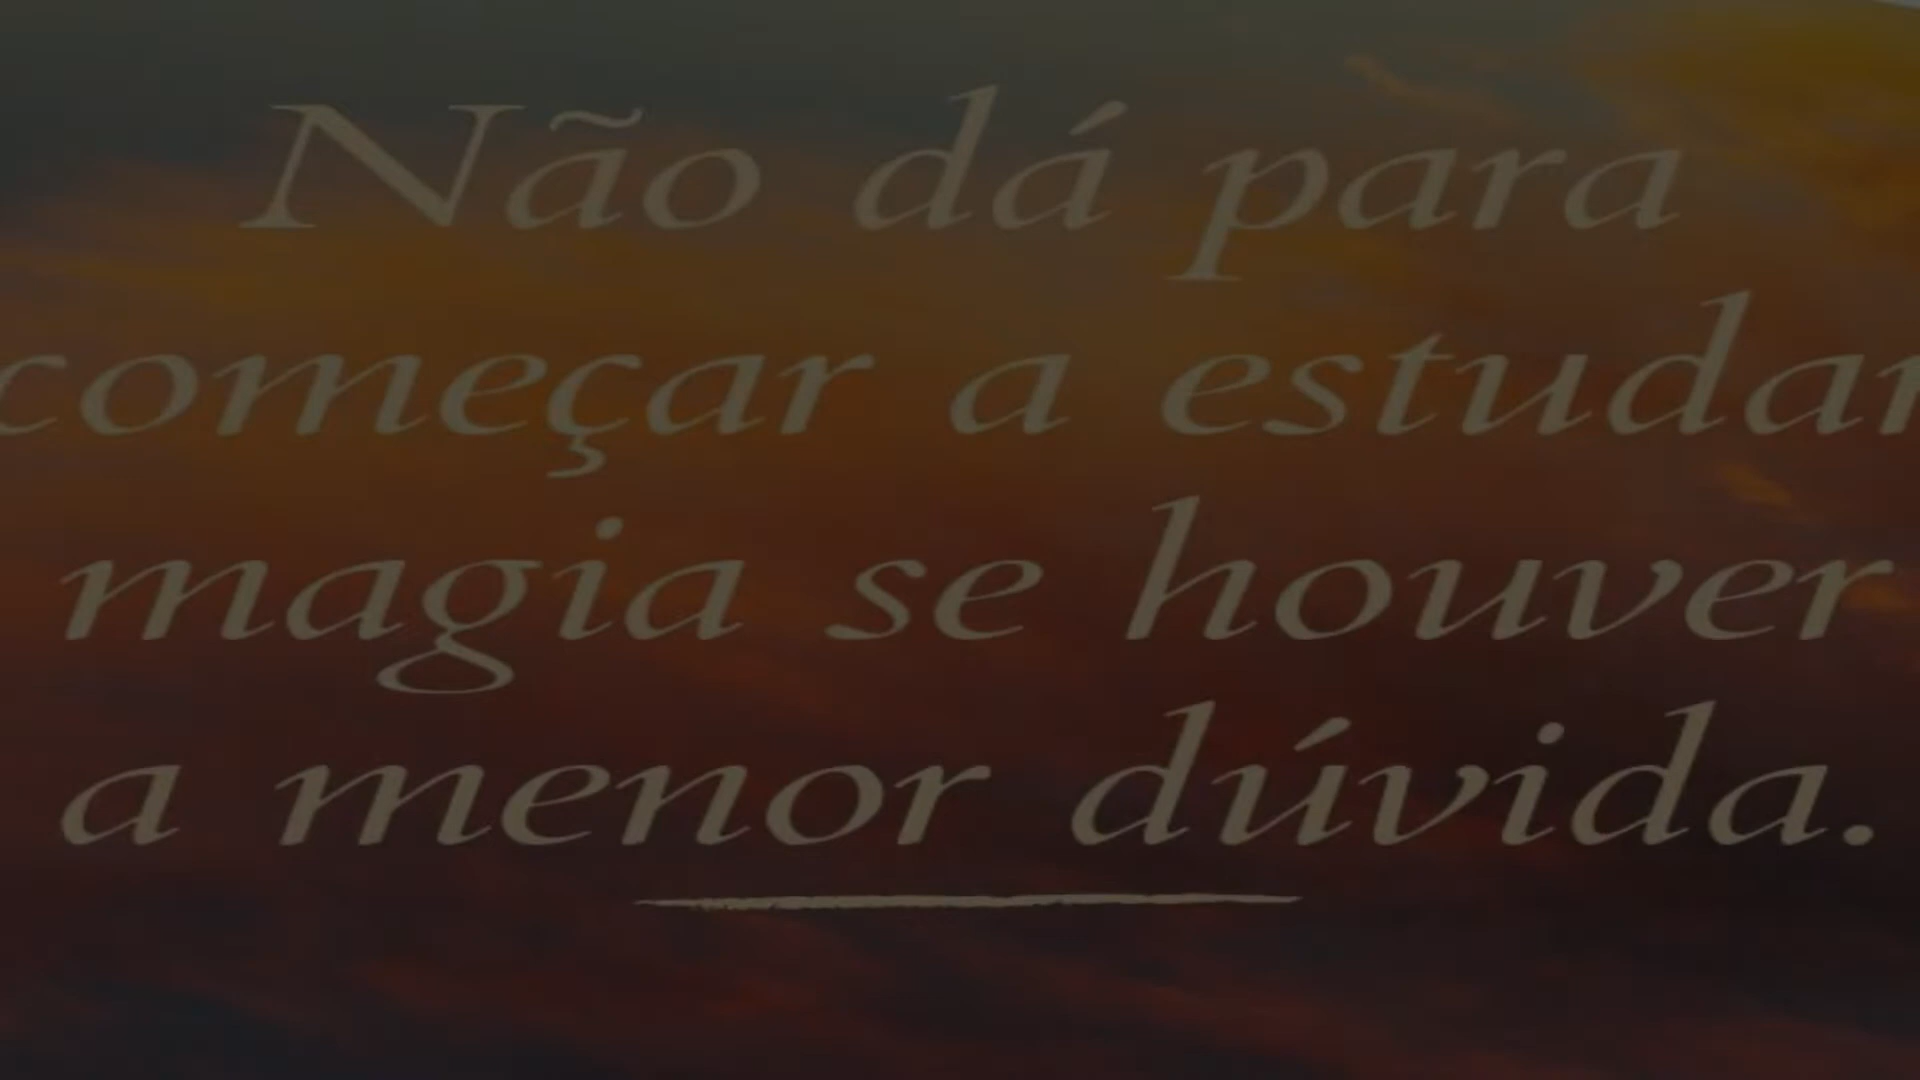 Não dá para
começar a estudar
magia se houver
a menor dúvida.